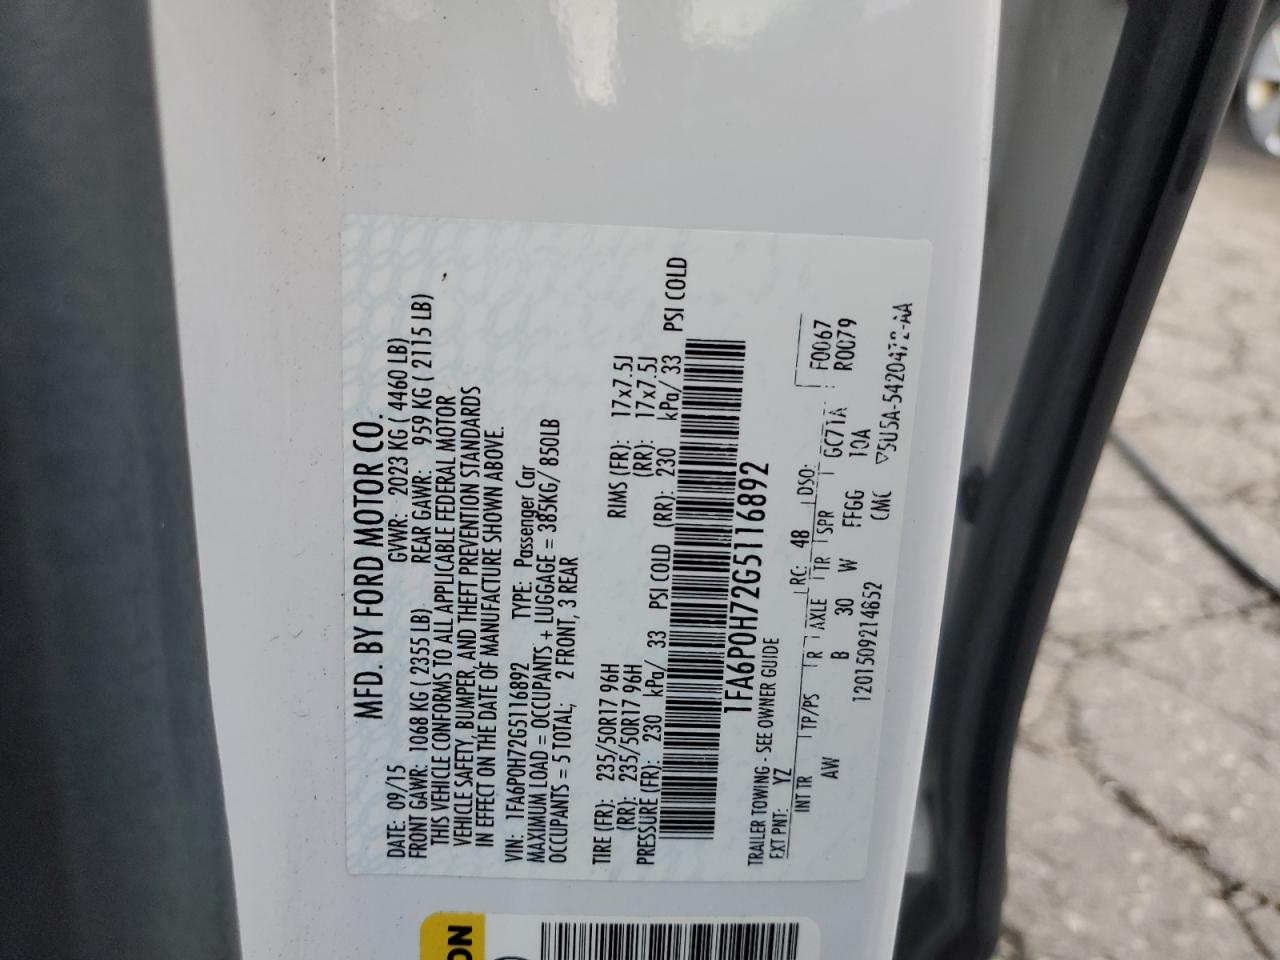 MFD. BY FORD MOTOR CO.
DATE: 09/15 GVWR: 2023 KG ( 4460 LB)
FRONT GAWR: 1068 KG ( 2355 LB) REAR GAWR: 959 KG ( 2115 LB)
THIS VEHICLE CONFORMS TO ALL APPLICABLE FEDERAL MOTOR
VEHICLE SAFETY, BUMPER, AND THEFT PREVENTION STANDARDS
IN EFFECT ON THE DATE OF MANUFACTURE SHOWN ABOVE.
VIN: 1FA6P0H72G5116892 TYPE: Passenger Car
MAXIMUM LOAD = OCCUPANTS + LUGGAGE = 385KG/ 850LB
OCCUPANTS = 5 TOTAL; 2 FRONT, 3 REAR
TIRE (FR): 235/50R17 96H RIMS (FR): 17x7.5J
(RR): 235/50R17 96H (RR): 17x7.5J
PRESSURE (FR): 230 kPa/ 33 PSI COLD (RR): 230 kPa/ 33 PSI COLD
1FA6P0H72G5116892
TRAILER TOWING - SEE OWNER GUIDE
EXT PNT: YZ RC: 48 DSO: F0067
INT TR TP/PS R AXLE TR SPR GC71A R0079
AW B 30 W FFGG 10A
1201509214652 CMC ▽5U5A-5420472-AA
ON